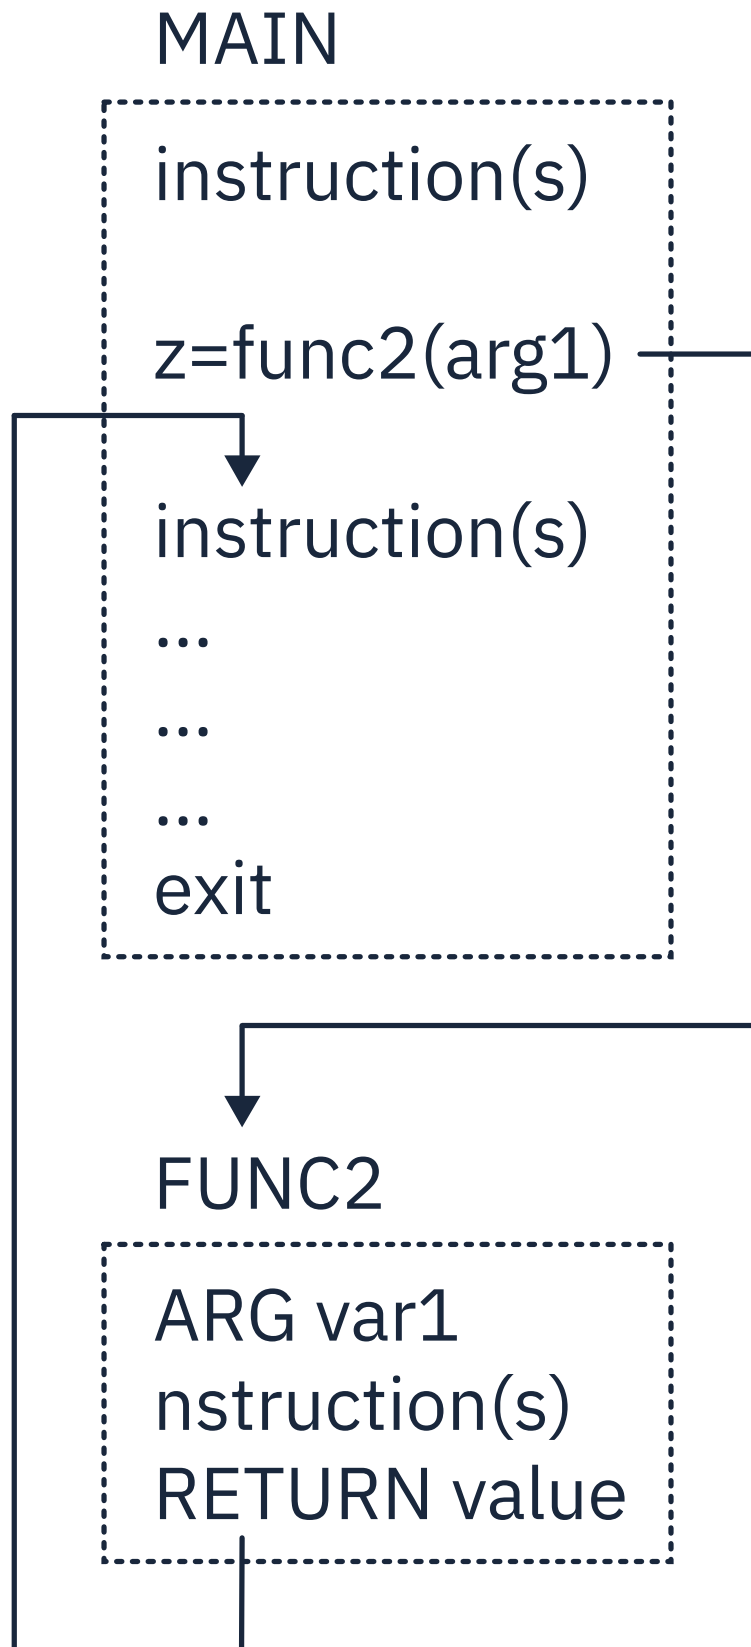 MAIN
instruction(s)
z=func2(arg1)
instruction(s)
...
...
...
exit
FUNC2
ARG var1
nstruction(s)
RETURN value